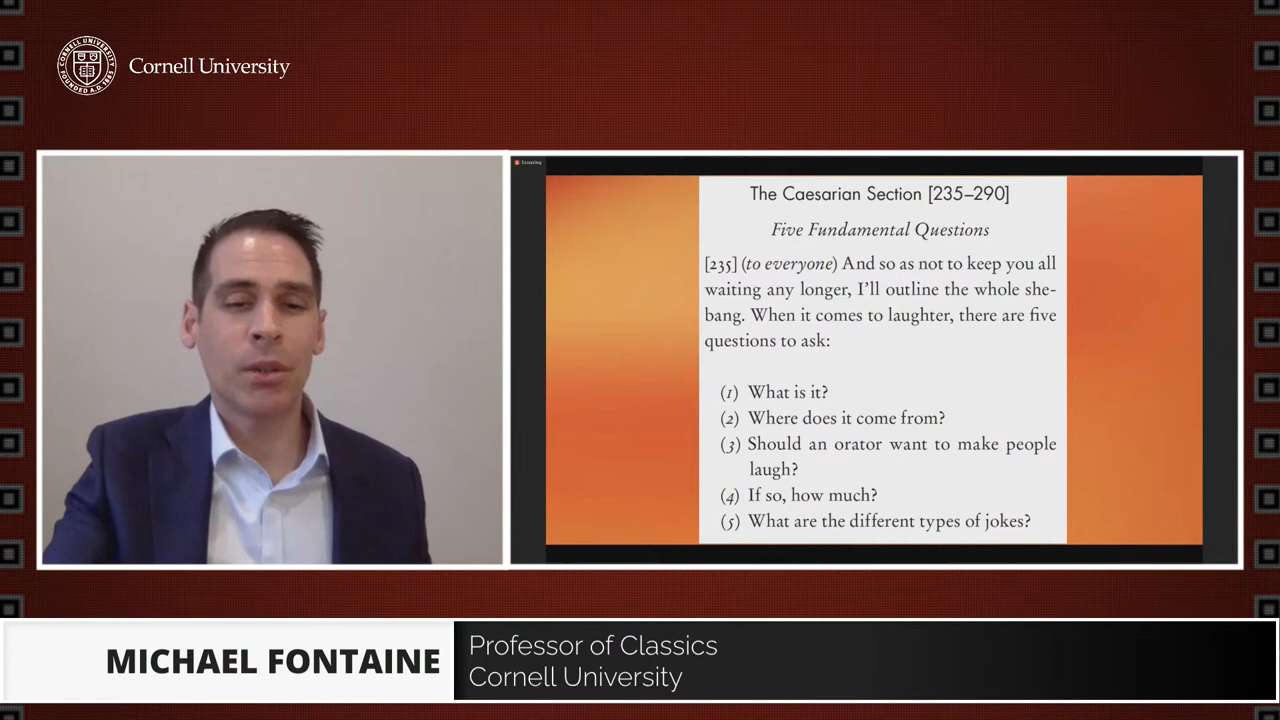 CORNELL UNIVERSITY
FOUNDED A.D. 1865
Cornell University
The Caesarian Section [235–290]
Five Fundamental Questions
[235] (to everyone) And so as not to keep you all
waiting any longer, I’ll outline the whole she-
bang. When it comes to laughter, there are five
questions to ask:
(1) What is it?
(2) Where does it come from?
(3) Should an orator want to make people
laugh?
(4) If so, how much?
(5) What are the different types of jokes?
MICHAEL FONTAINE
Professor of Classics
Cornell University